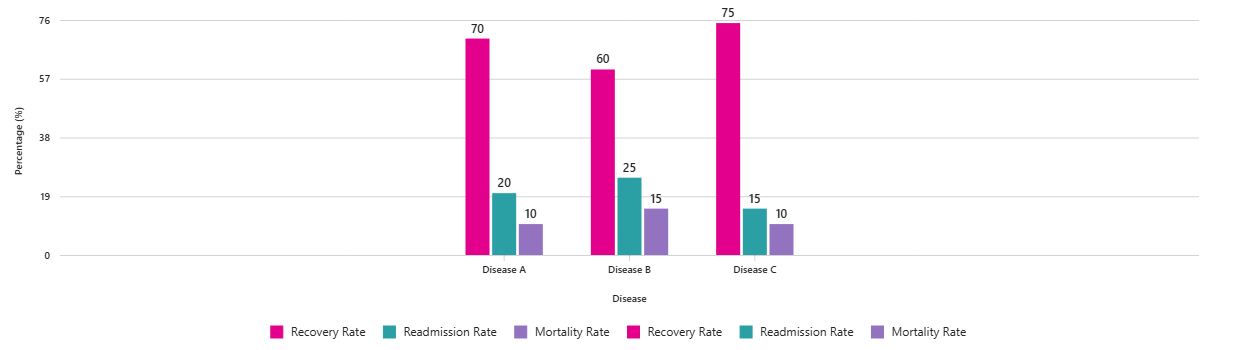 76
57
38
19
0
Percentage (%)
70
20
10
60
25
15
75
15
10
Disease A
Disease B
Disease C
Disease
Recovery Rate Readmission Rate Mortality Rate Recovery Rate Readmission Rate Mortality Rate